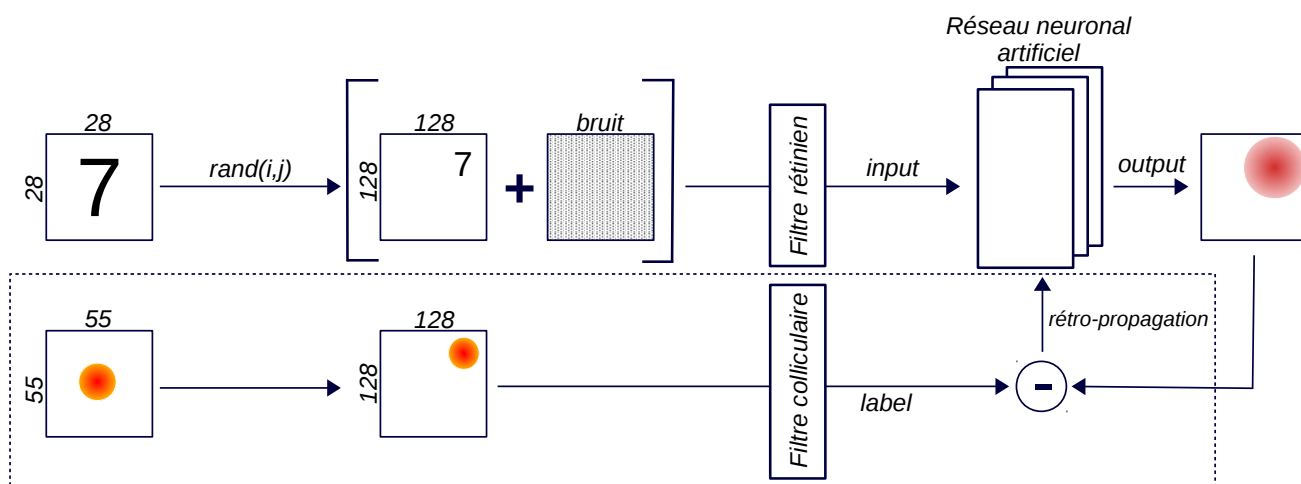 Réseau neuronal
artificiel
28
28
7
rand(i,j)
128
128
7
+
bruit
Filtre rétinien
input
output
55
55
128
128
Filtre colliculaire
label
-
rétro-propagation